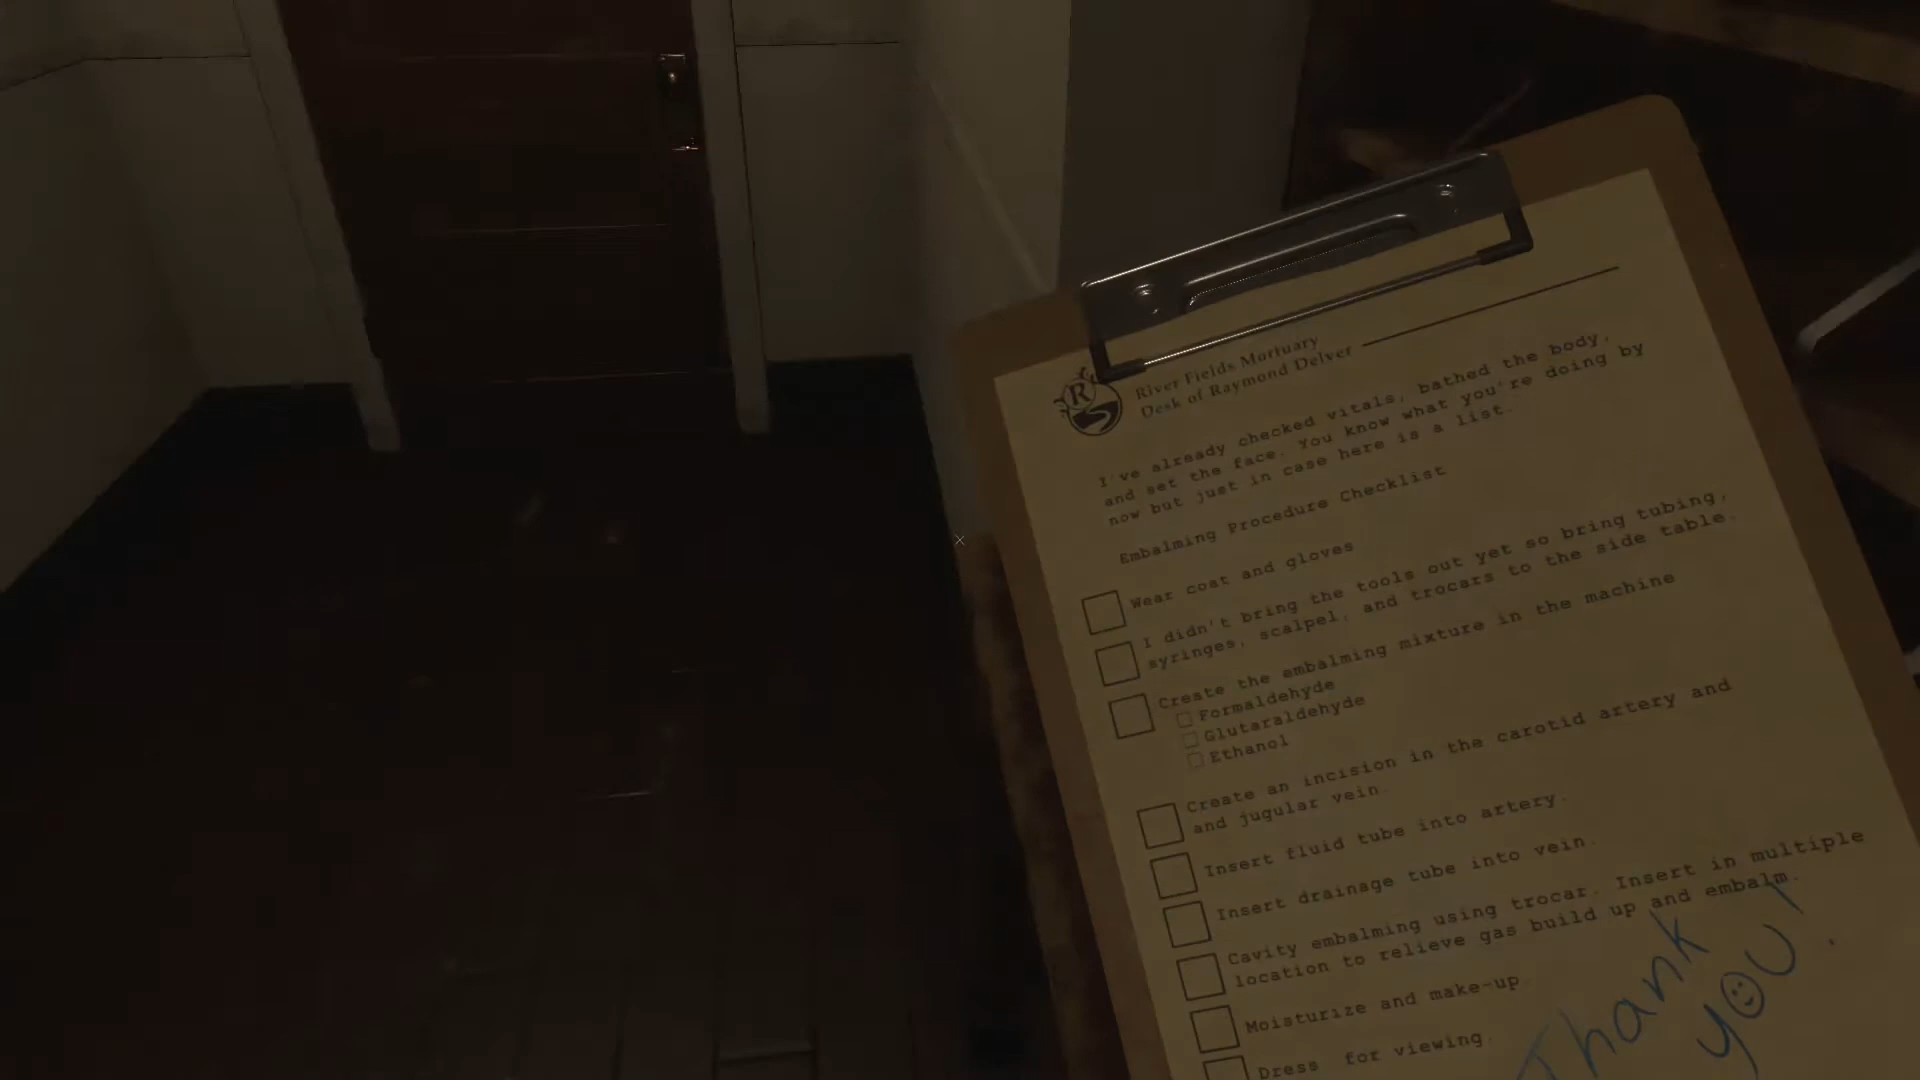 River Fields Mortuary
Desk of Raymond Delver
R
I've already checked vitals, bathed the body,
and set the face. You know what you're doing by
now but just in case here is a list.
Embalming Procedure Checklist
Wear coat and gloves
I didn't bring the tools out yet so bring tubing,
syringes, scalpel, and trocars to the side table.
Create the embalming mixture in the machine
Formaldehyde
Glutaraldehyde
Ethanol
Create an incision in the carotid artery and
and jugular vein.
Insert fluid tube into artery.
Insert drainage tube into vein.
Cavity embalming using trocar. Insert in multiple
location to relieve gas build up and embalm.
Moisturize and make-up.
Dress for viewing.
Thank
you!